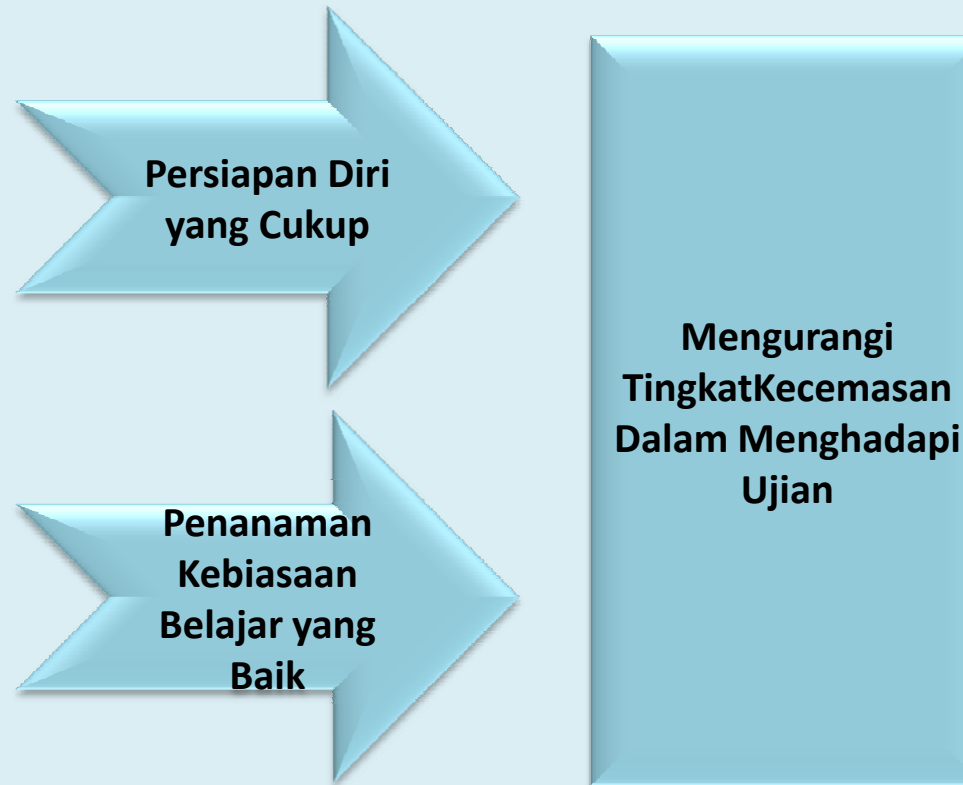 Persiapan Diri
yang Cukup
Penanaman
Kebiasaan
Belajar yang
Baik
Mengurangi
TingkatKecemasan
Dalam Menghadapi
Ujian